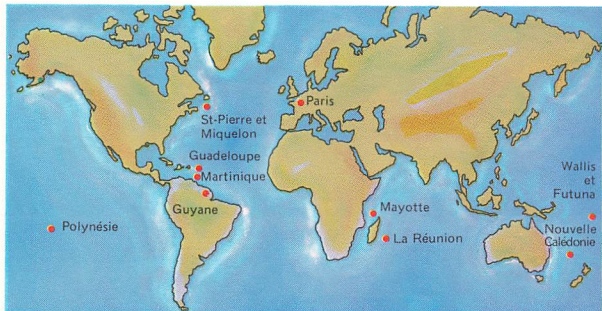 Paris
St-Pierre et
Miquelon
Guadeloupe
Martinique
Guyane
Polynésie
Mayotte
La Réunion
Wallis
et
Futuna
Nouvelle
Calédonie